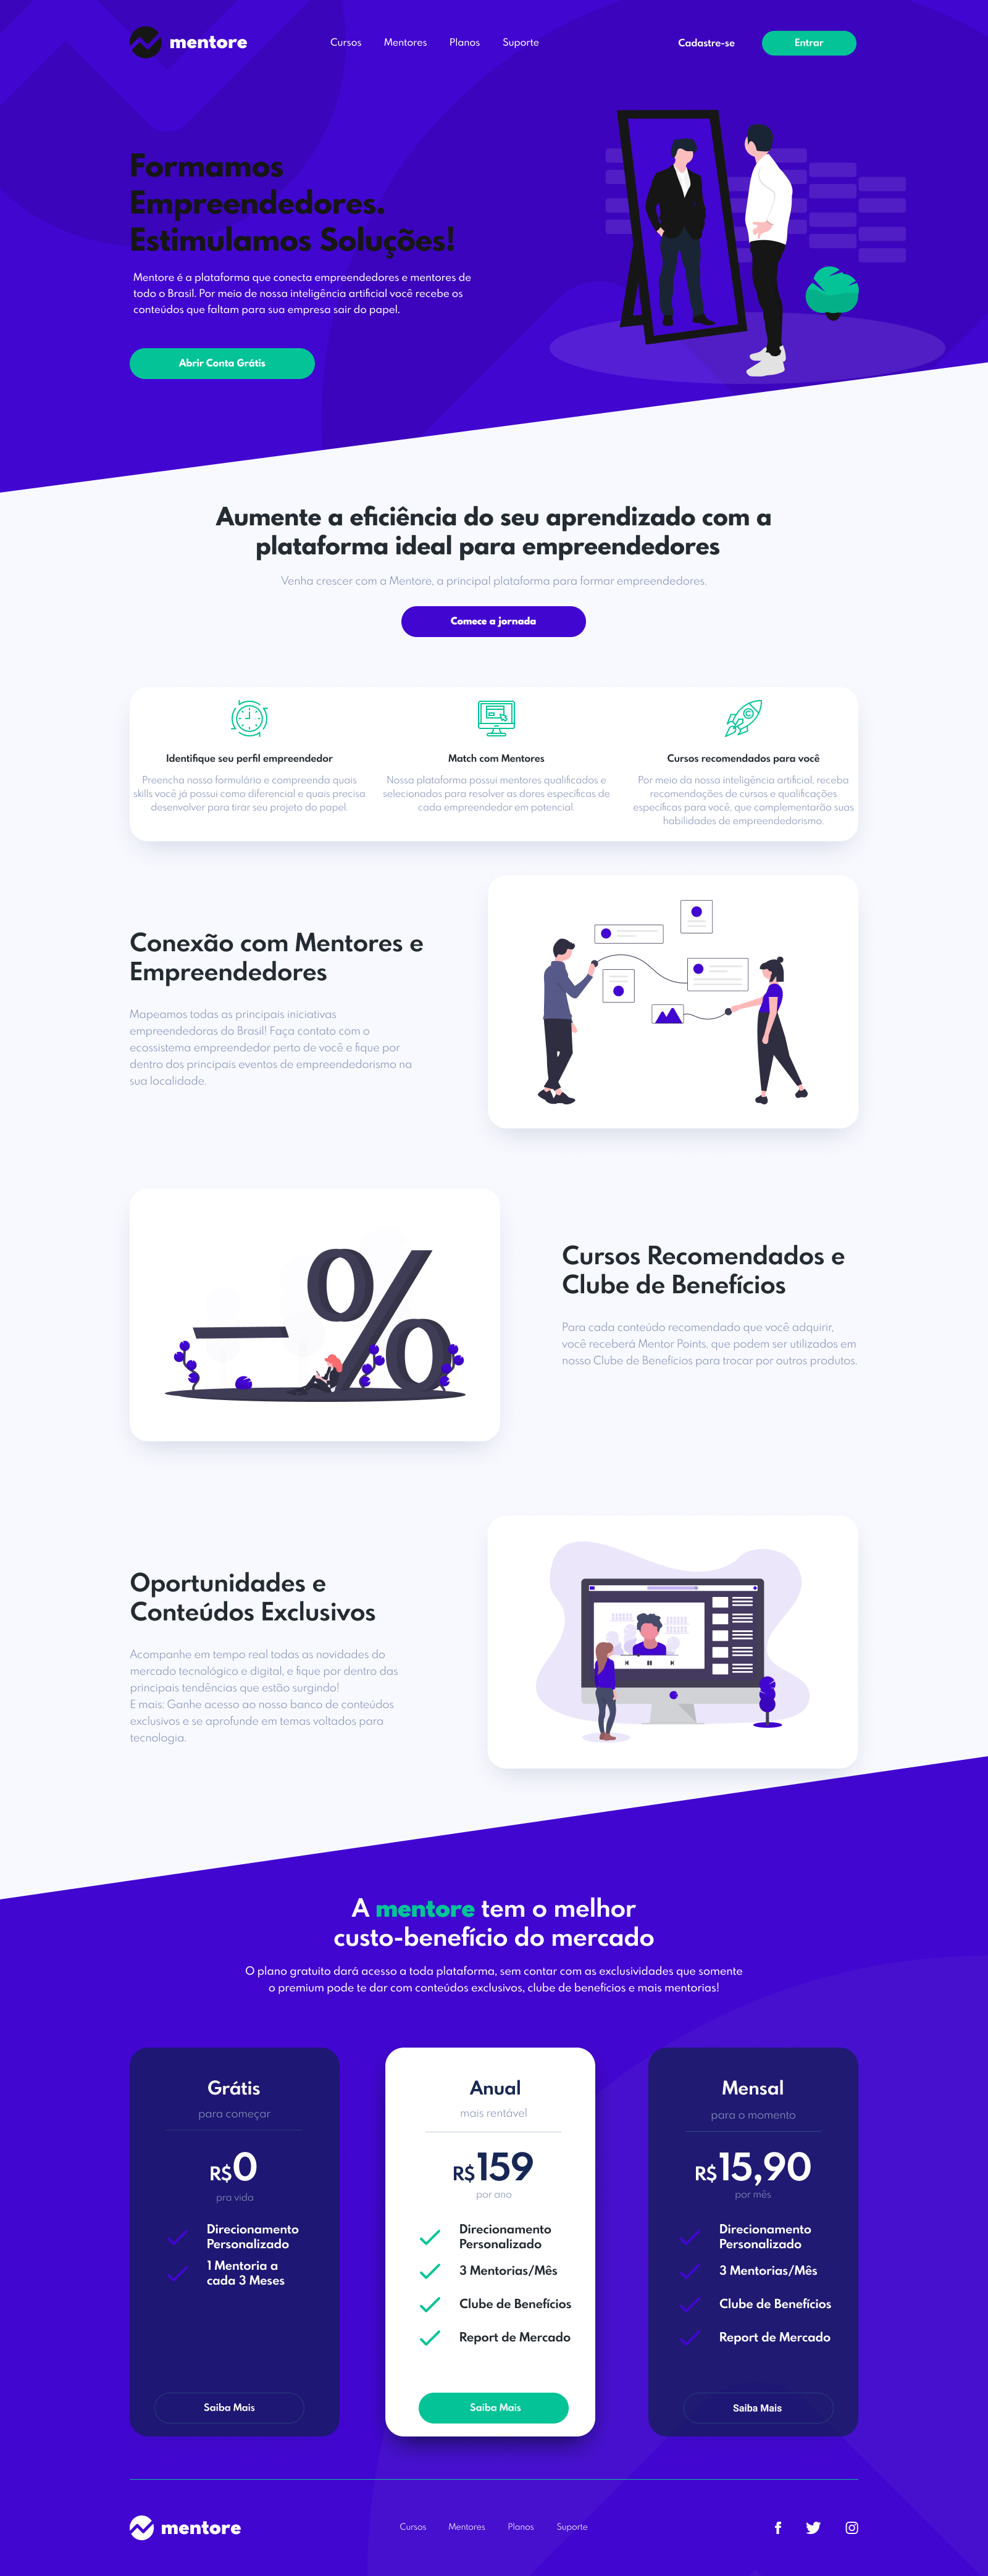 mentore
Cursos
Mentores
Planos
Suporte
Cadastre-se
Entrar
Formamos
Empreendedores.
Estimulamos Soluções!
Mentore é a plataforma que conecta empreendedores e mentores de
todo o Brasil. Por meio de nossa inteligência artificial você recebe os
conteúdos que faltam para sua empresa sair do papel.
Abrir Conta Grátis
Aumente a eficiência do seu aprendizado com a
plataforma ideal para empreendedores
Venha crescer com a Mentore, a principal plataforma para formar empreendedores.
Comece a jornada
Identifique seu perfil empreendedor
Preencha nosso formulário e campreenda quais
skills você já possui como diferencial e quais precisa
desenvolver para tirar seu projeto do papel.
Match com Mentores
Nossa plataforma possui mentores qualificados e
selecionados para resolver as dores específicas de
cada empreendedor em potencial.
Cursos recomendados para você
Por meio da nossa inteligência artificial, receba
recomendações de cursos e qualificações
específicas para você, que complementarão suas
habilidades de empreendedorismo.
Conexão com Mentores e
Empreendedores
Mapeamos todas as principais iniciativas
empreendedoras do Brasil! Faça contato com o
ecossistema empreendedor perto de você e fique por
dentro dos principais eventos de empreendedorismo na
sua localidade.
-%
Cursos Recomendados e
Clube de Benefícios
Para cada conteúdo recomendado que você adquirir,
você receberá Mentor Points, que podem ser utilizados em
nosso Clube de Benefícios para trocar por outros produtos.
Oportunidades e
Conteúdos Exclusivos
Acompanhe em tempo real todas as novidades do
mercado tecnológico e digital, e fique por dentro das
principais tendências que estão surgindo!
E mais: Ganhe acesso ao nosso banco de conteúdos
exclusivos e se aprofunde em temas voltados para
tecnologia.
A mentore tem o melhor
custo-benefício do mercado
O plano gratuito dará acesso a toda plataforma, sem contar com as exclusividades que somente
o premium pode te dar com conteúdos exclusivos, clube de benefícios e mais mentorias!
Grátis
para começar
R$0
pra vida
Direcionamento
Personalizado
1 Mentoria a
cada 3 Meses
Saiba Mais
Anual
mais rentável
R$159
por ano
Direcionamento
Personalizado
3 Mentorias/Mês
Clube de Benefícios
Report de Mercado
Saiba Mais
Mensal
para o momento
R$15,90
por mês
Direcionamento
Personalizado
3 Mentorias/Mês
Clube de Benefícios
Report de Mercado
Saiba Mais
mentore
Cursos
Mentores
Planos
Suporte